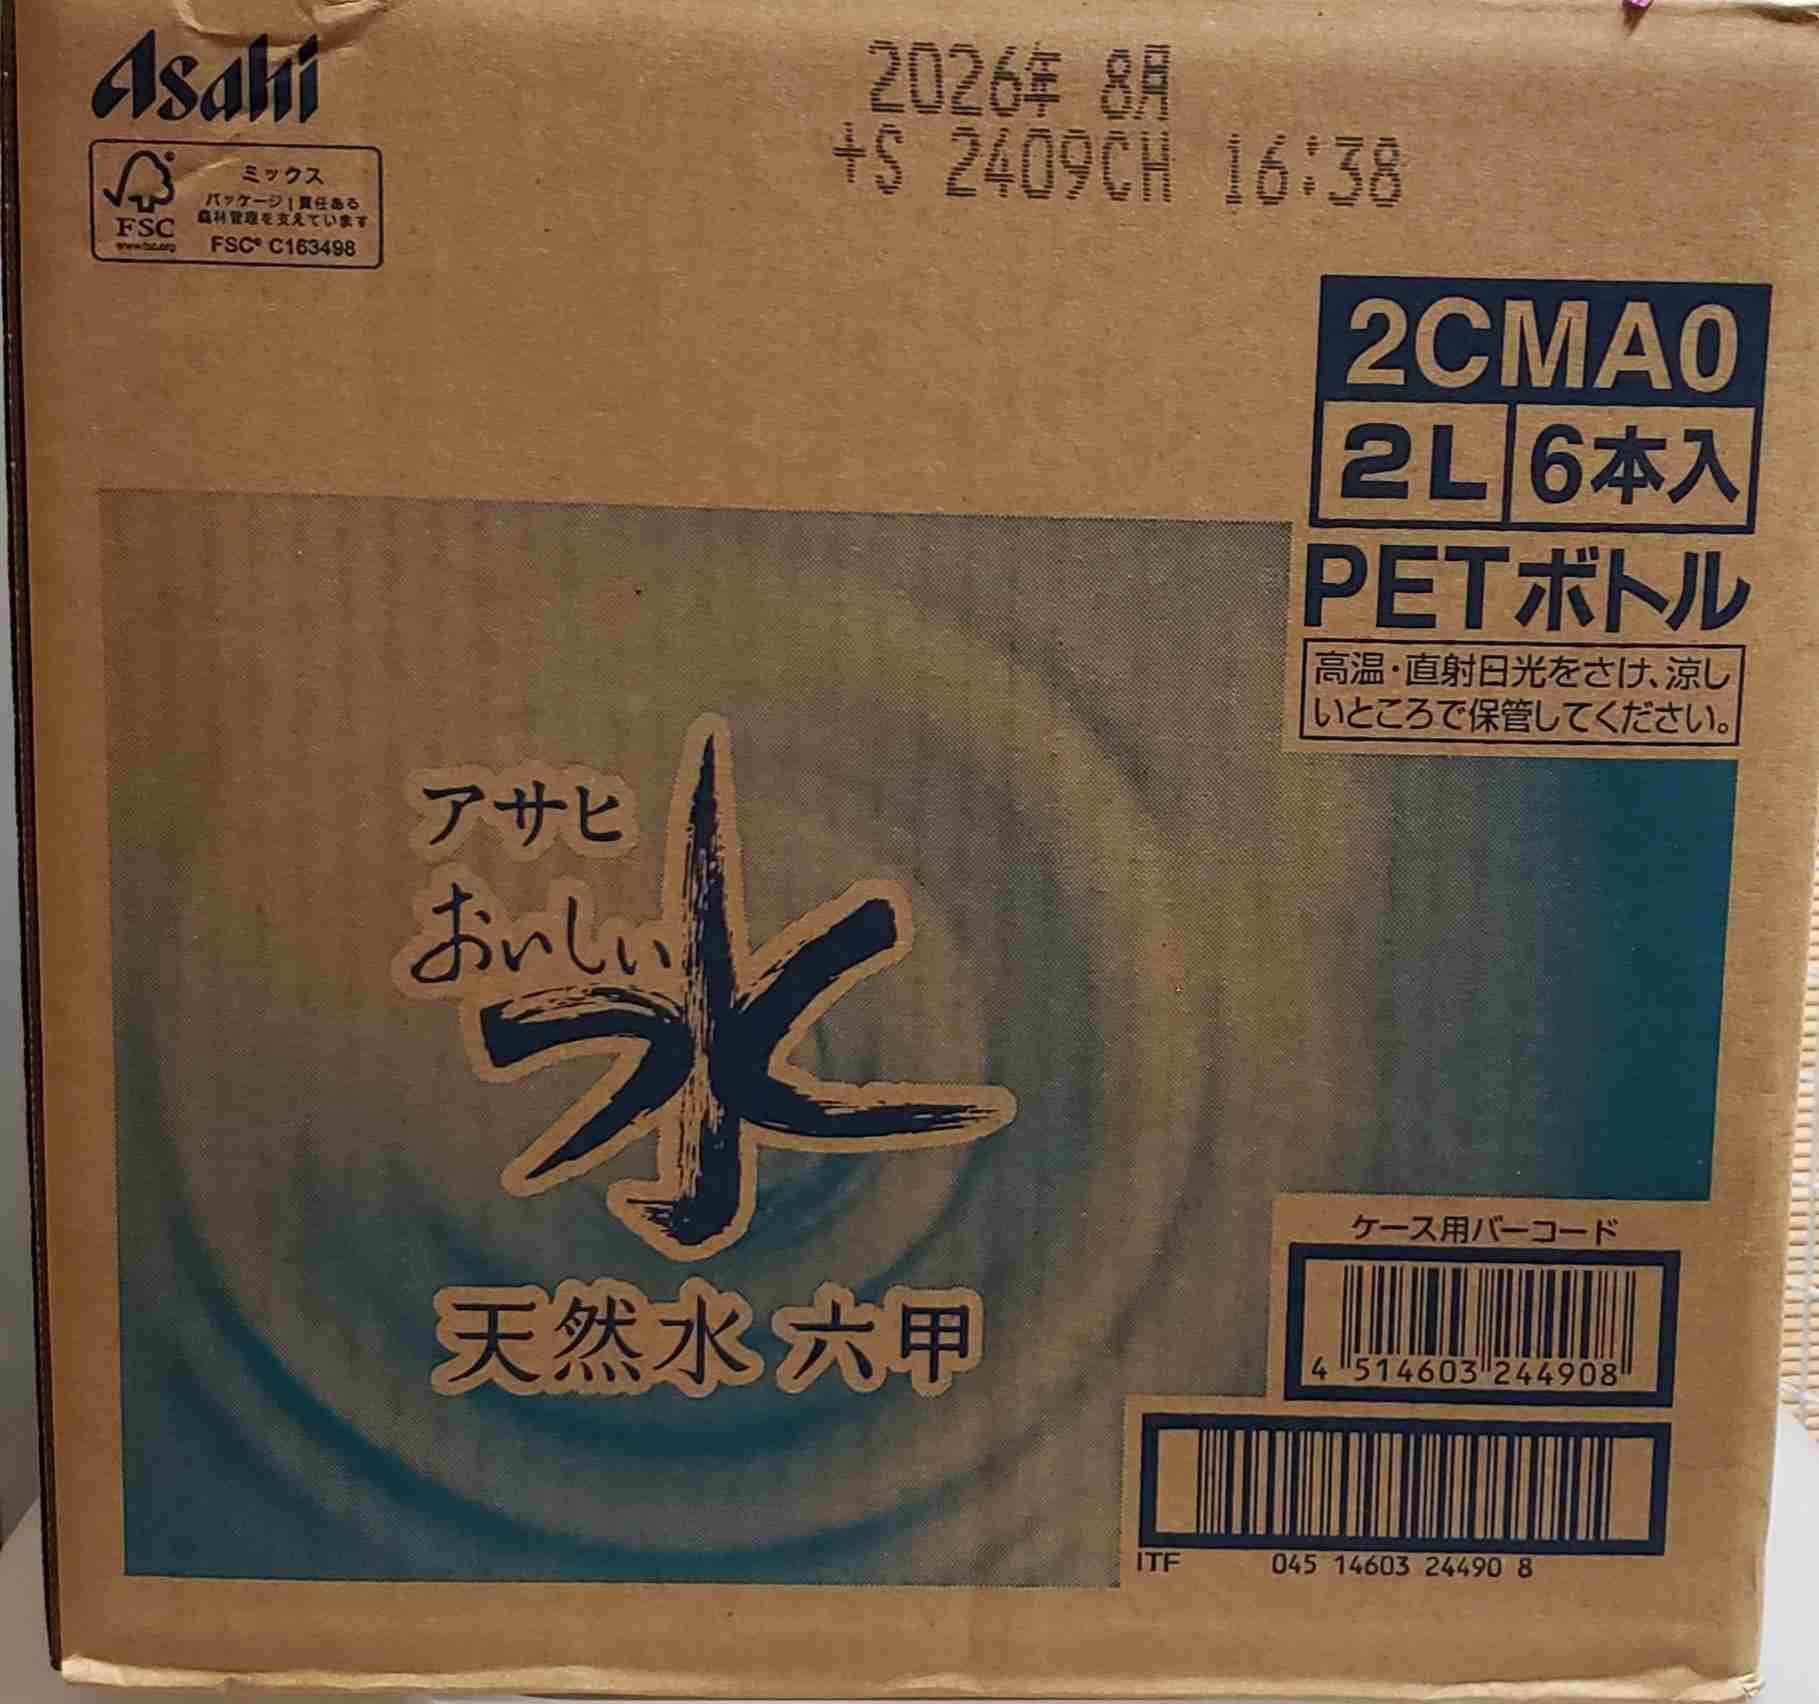 Asahi
2026年 8月
+S 2409CH 16:38
FSC
www.fsc.org
ミックス
パッケージ|責任ある
森林管理を支えています
FSC® C163498
2CMA0
2L 6本入
PETボトル
高温・直射日光をさけ、涼し
いところで保管してください。
アサヒ
おいしい
水
天然水 六甲
ケース用バーコード
4 514603 244908
ITF 045 14603 24490 8